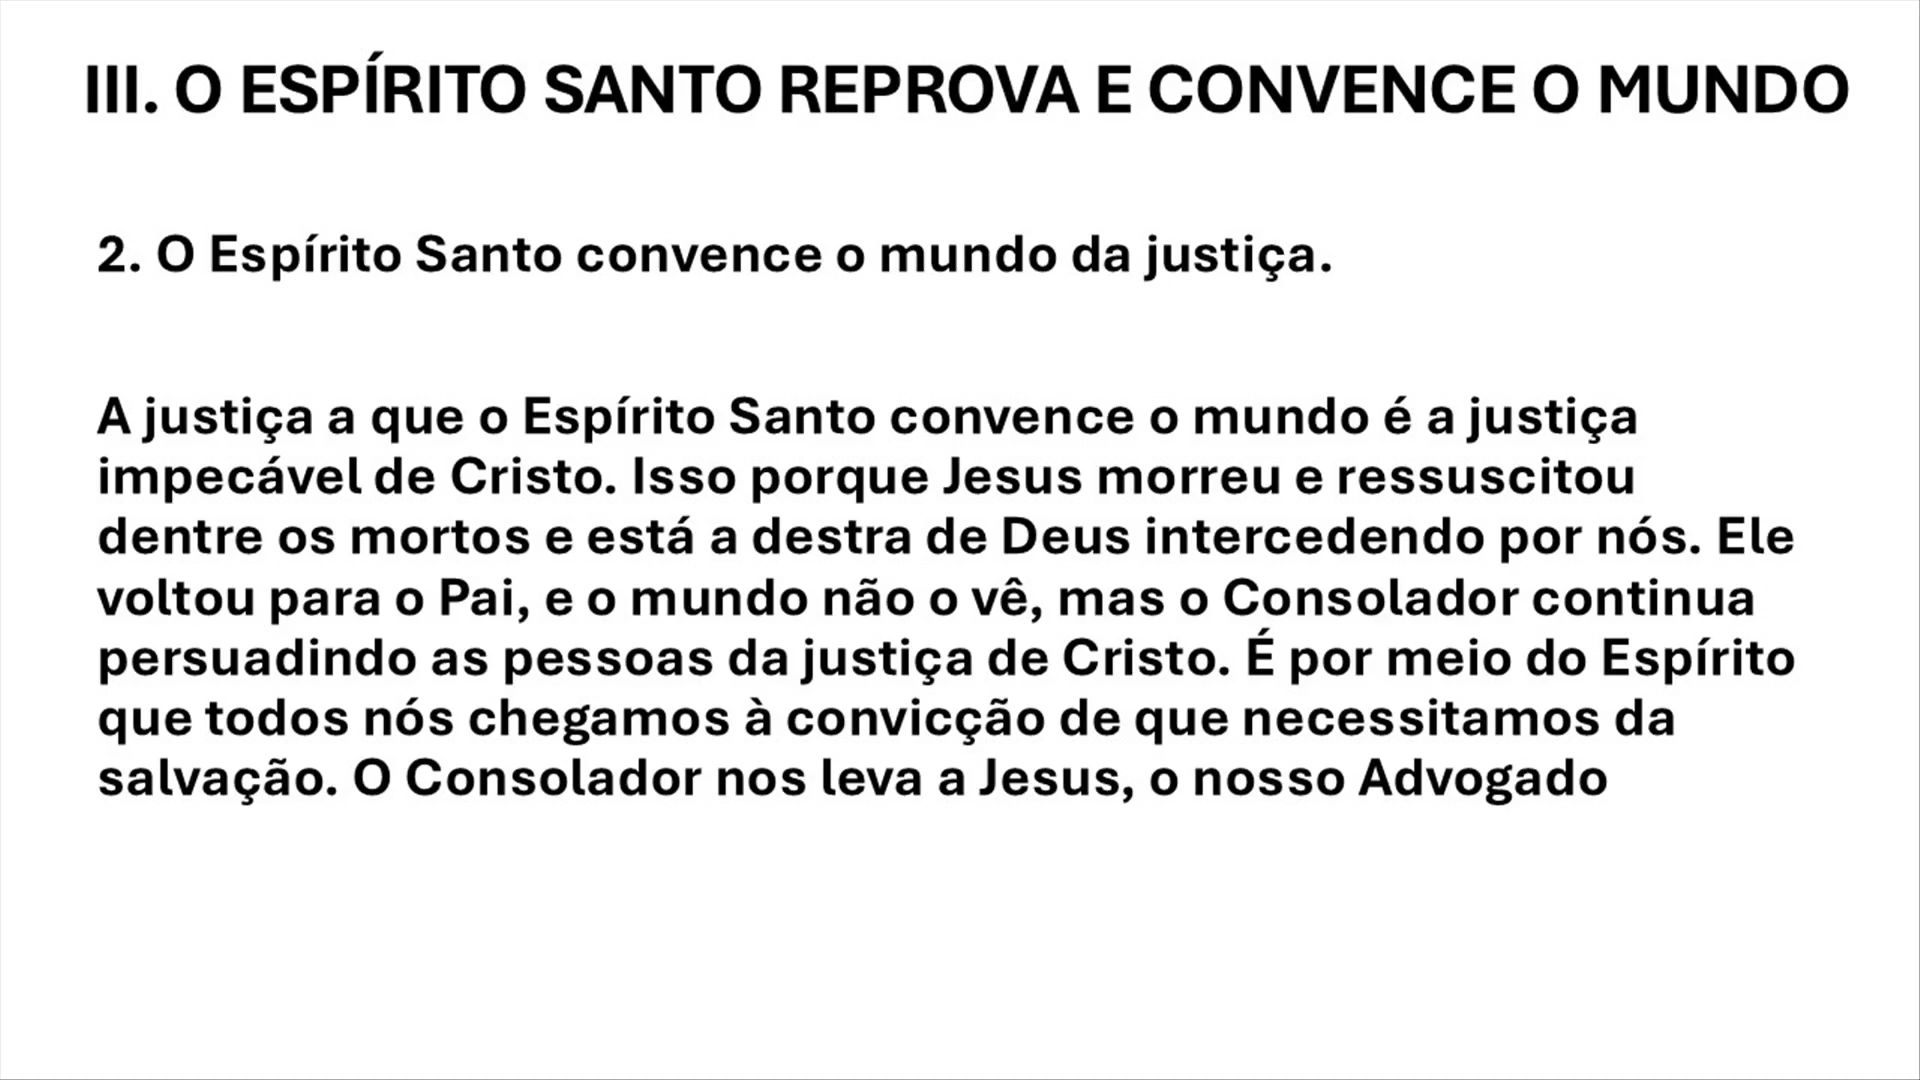 III. O ESPÍRITO SANTO REPROVA E CONVENCE O MUNDO
2. O Espírito Santo convence o mundo da justiça.
A justiça a que o Espírito Santo convence o mundo é a justiça
impecável de Cristo. Isso porque Jesus morreu e ressuscitou
dentre os mortos e está a destra de Deus intercedendo por nós. Ele
voltou para o Pai, e o mundo não o vê, mas o Consolador continua
persuadindo as pessoas da justiça de Cristo. É por meio do Espírito
que todos nós chegamos à convicção de que necessitamos da
salvação. O Consolador nos leva a Jesus, o nosso Advogado